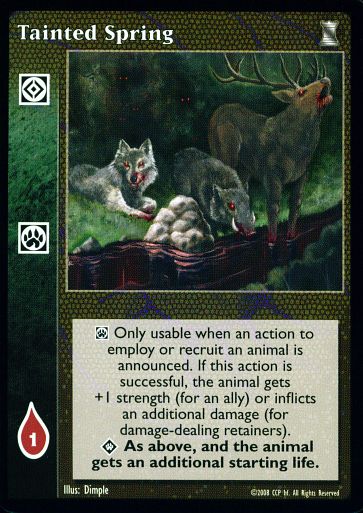 Tainted Spring
Only usable when an action to
employ or recruit an animal is
announced. If this action is
successful, the animal gets
+1 strength (for an ally) or inflicts
an additional damage (for
damage-dealing retainers).
As above, and the animal
gets an additional starting life.
1
Illus: Dimple
©2008 CCP hf. All Rights Reserved